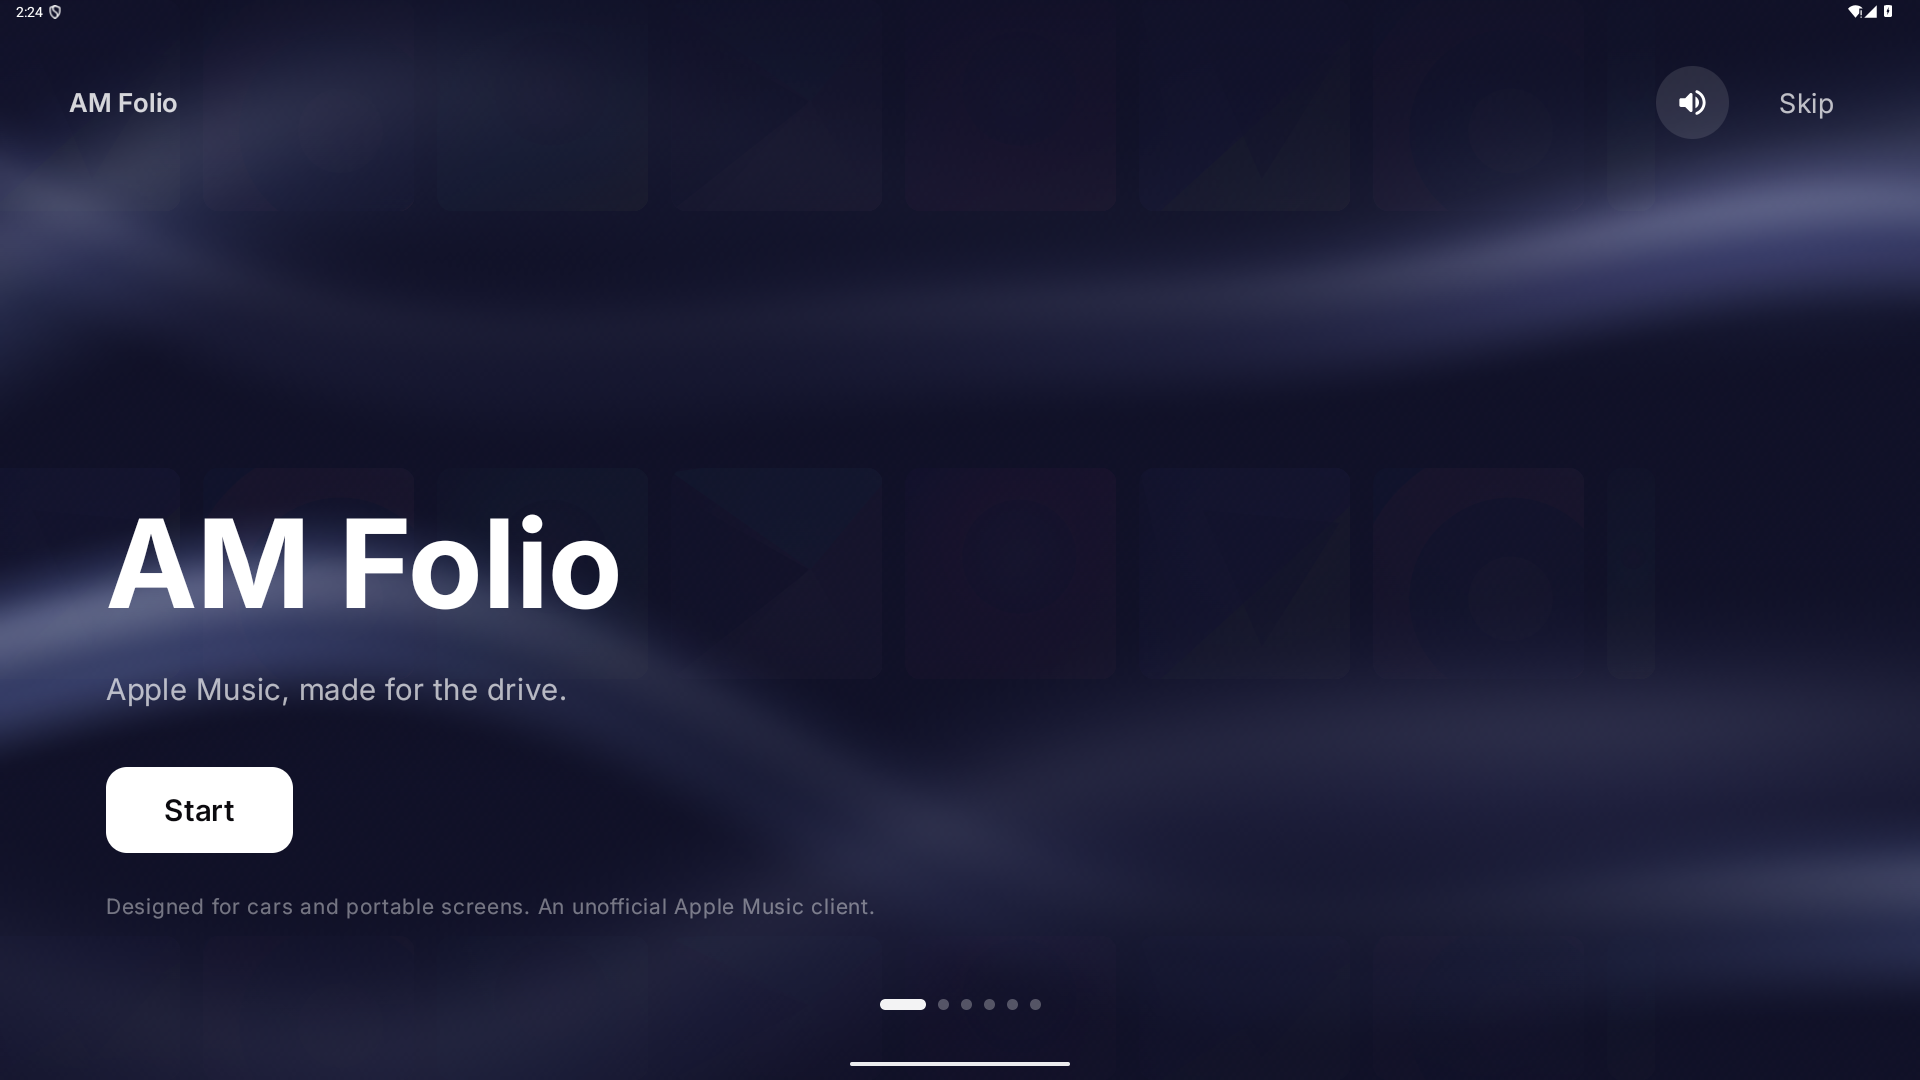 2:24
AM Folio
Skip
AM Folio
Apple Music, made for the drive.
Start
Designed for cars and portable screens. An unofficial Apple Music client.